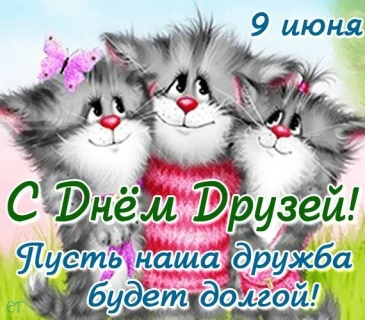 9 июня
С Днём Друзей!
Пусть наша дружба
будет долгой!